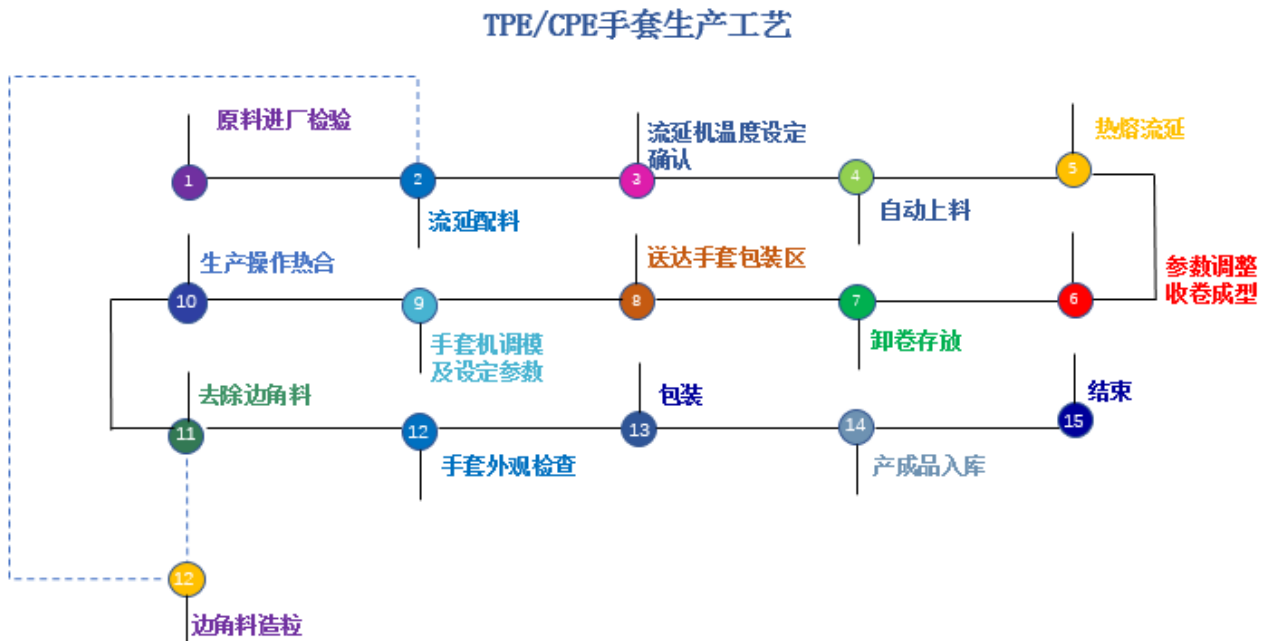 TPE/CPE手套生产工艺
原料进厂检验
流延机温度设定
确认
热熔流延
1
2
3
4
5
流延配料
自动上料
生产操作热合
送达手套包装区
参数调整
收卷成型
10
9
8
7
6
手套机调模
及设定参数
卸卷存放
去除边角料
包装
结束
11
12
13
14
15
手套外观检查
产成品入库
12
边角料造粒